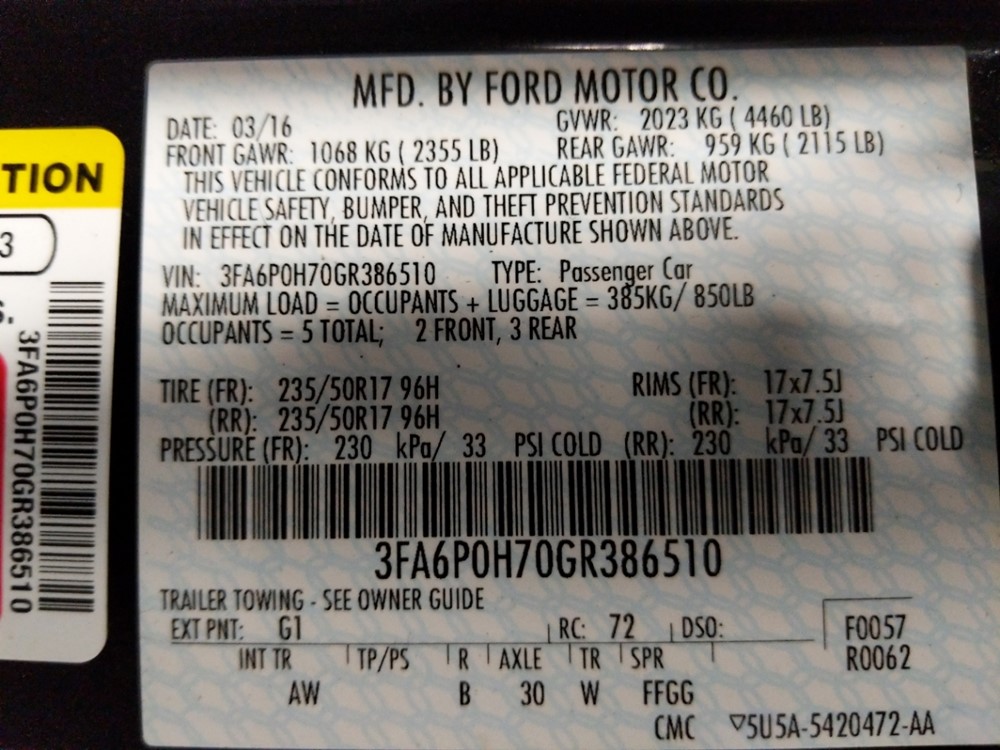 MFD. BY FORD MOTOR CO.
DATE: 03/16 GVWR: 2023 KG ( 4460 LB)
FRONT GAWR: 1068 KG ( 2355 LB) REAR GAWR: 959 KG ( 2115 LB)
THIS VEHICLE CONFORMS TO ALL APPLICABLE FEDERAL MOTOR
VEHICLE SAFETY, BUMPER, AND THEFT PREVENTION STANDARDS
IN EFFECT ON THE DATE OF MANUFACTURE SHOWN ABOVE.
VIN: 3FA6P0H70GR386510 TYPE: Passenger Car
MAXIMUM LOAD = OCCUPANTS + LUGGAGE = 385KG/ 850LB
OCCUPANTS = 5 TOTAL; 2 FRONT, 3 REAR
TIRE (FR): 235/50R17 96H RIMS (FR): 17x7.5J
(RR): 235/50R17 96H (RR): 17x7.5J
PRESSURE (FR): 230 kPa/ 33 PSI COLD (RR): 230 kPa/ 33 PSI COLD
3FA6P0H70GR386510
TRAILER TOWING - SEE OWNER GUIDE
EXT PNT: G1 RC: 72 DSO: F0057
R0062
INT TR TP/PS R AXLE TR SPR
AW B 30 W FFGG
CMC ▽5U5A-5420472-AA
TION
3
S.
3FA6P0H70GR386510